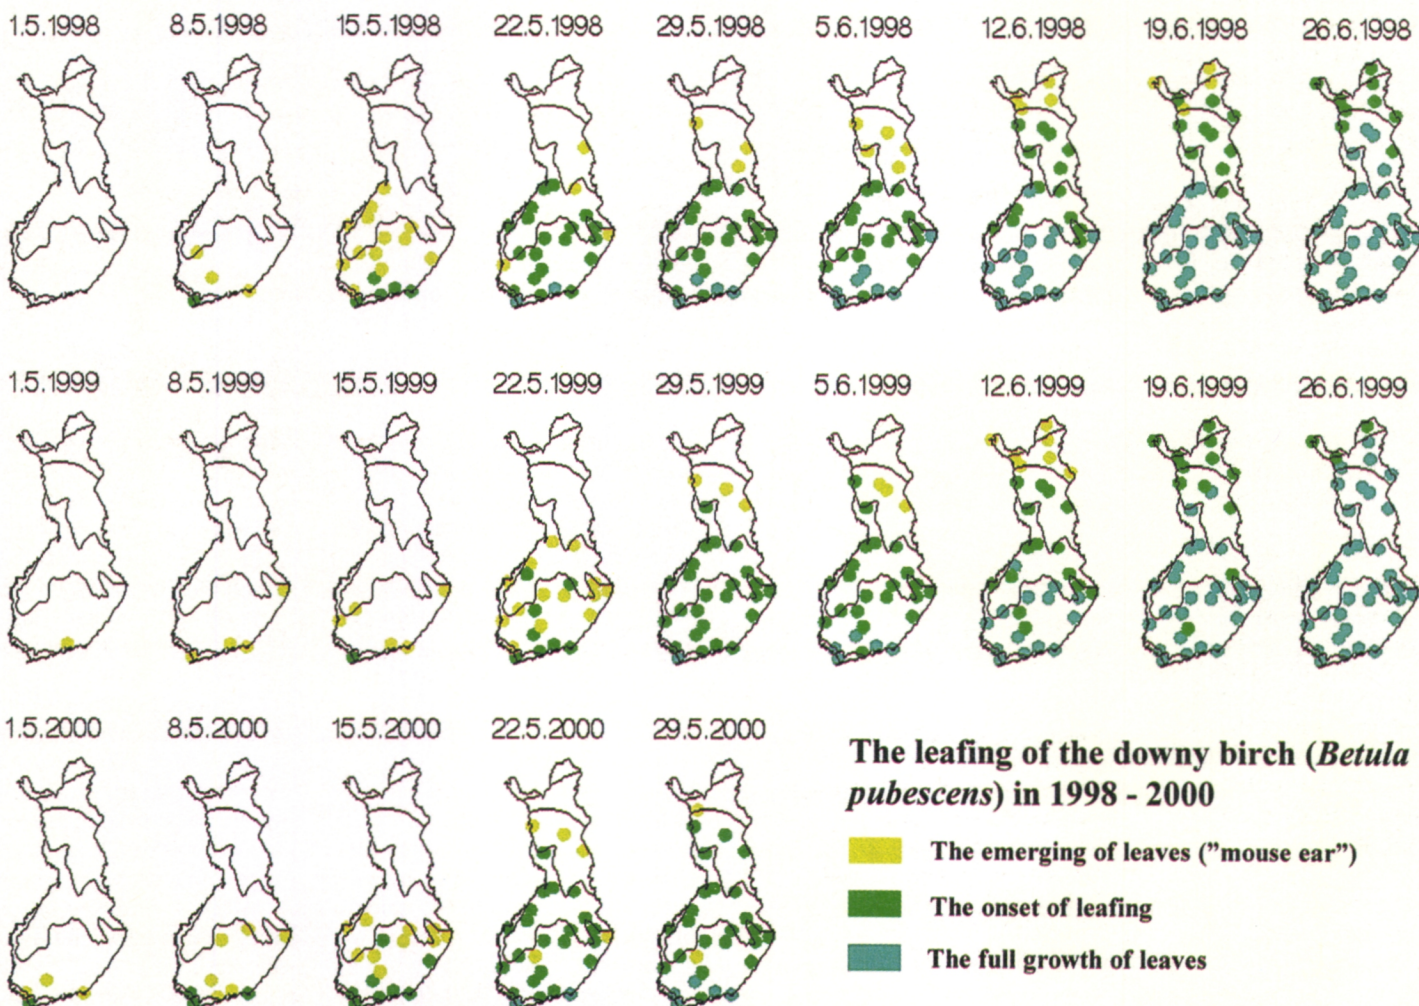 1.5.1998 8.5.1998 15.5.1998 22.5.1998 29.5.1998 5.6.1998 12.6.1998 19.6.1998 26.6.1998
1.5.1999 8.5.1999 15.5.1999 22.5.1999 29.5.1999 5.6.1999 12.6.1999 19.6.1999 26.6.1999
1.5.2000 8.5.2000 15.5.2000 22.5.2000 29.5.2000
The leafing of the downy birch (Betula
pubescens) in 1998 - 2000
The emerging of leaves ("mouse ear")
The onset of leafing
The full growth of leaves